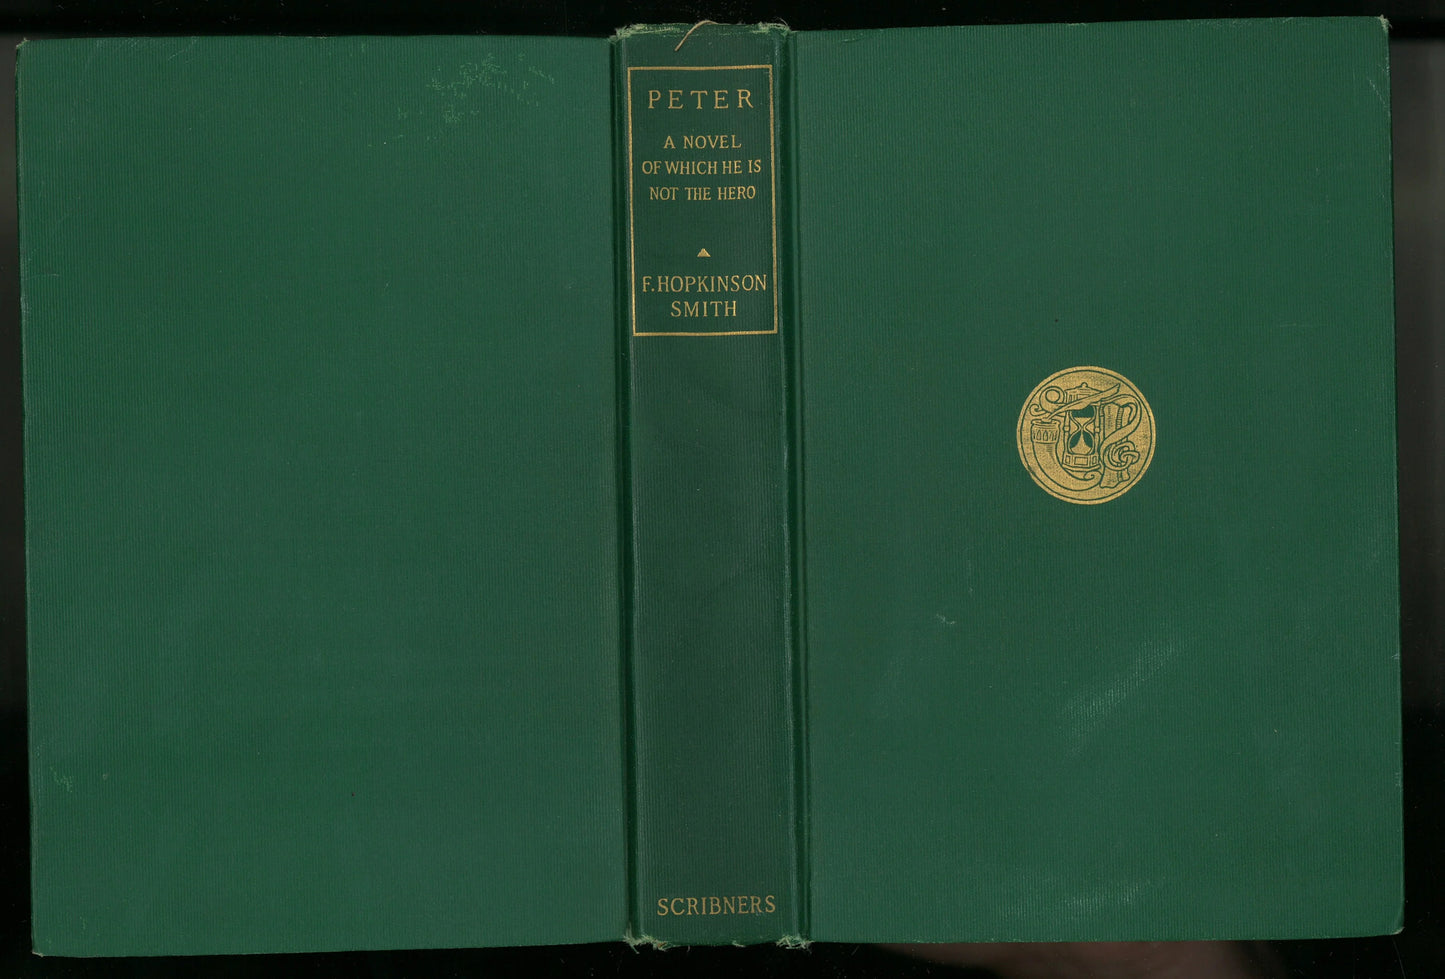 PETER
A NOVEL
OF WHICH HE IS
NOT THE HERO
F. HOPKINSON
SMITH
SCRIBNERS